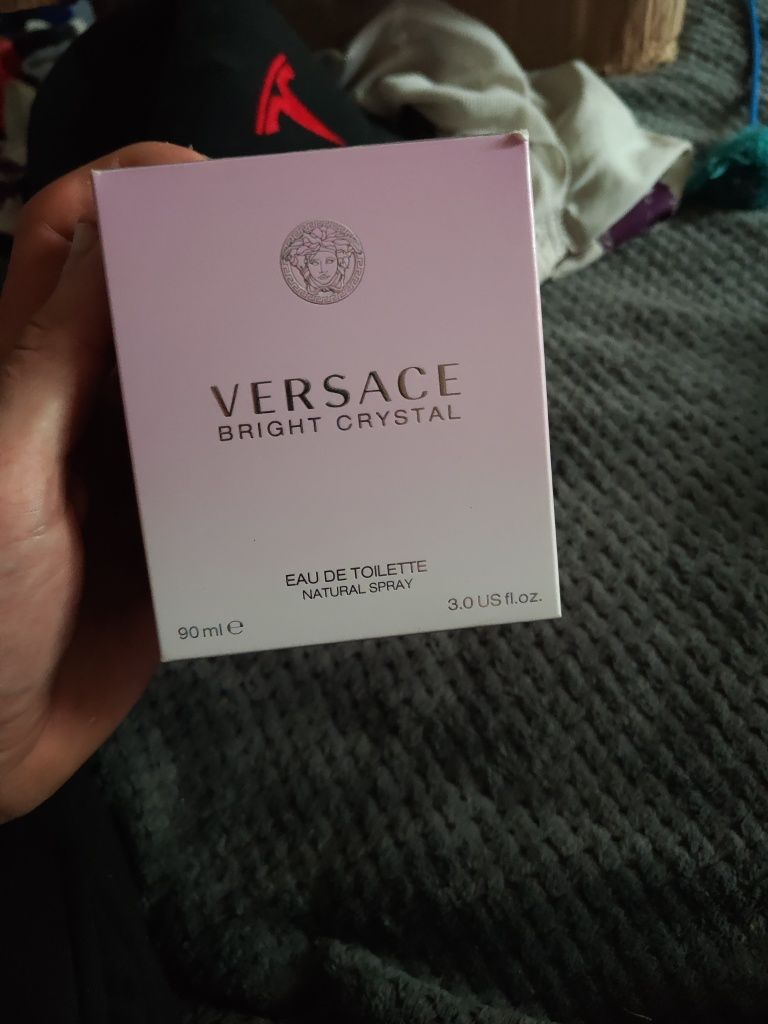 VERSACE
BRIGHT CRYSTAL
EAU DE TOILETTE
NATURAL SPRAY
90 ml ℮
3.0 US fl.oz.